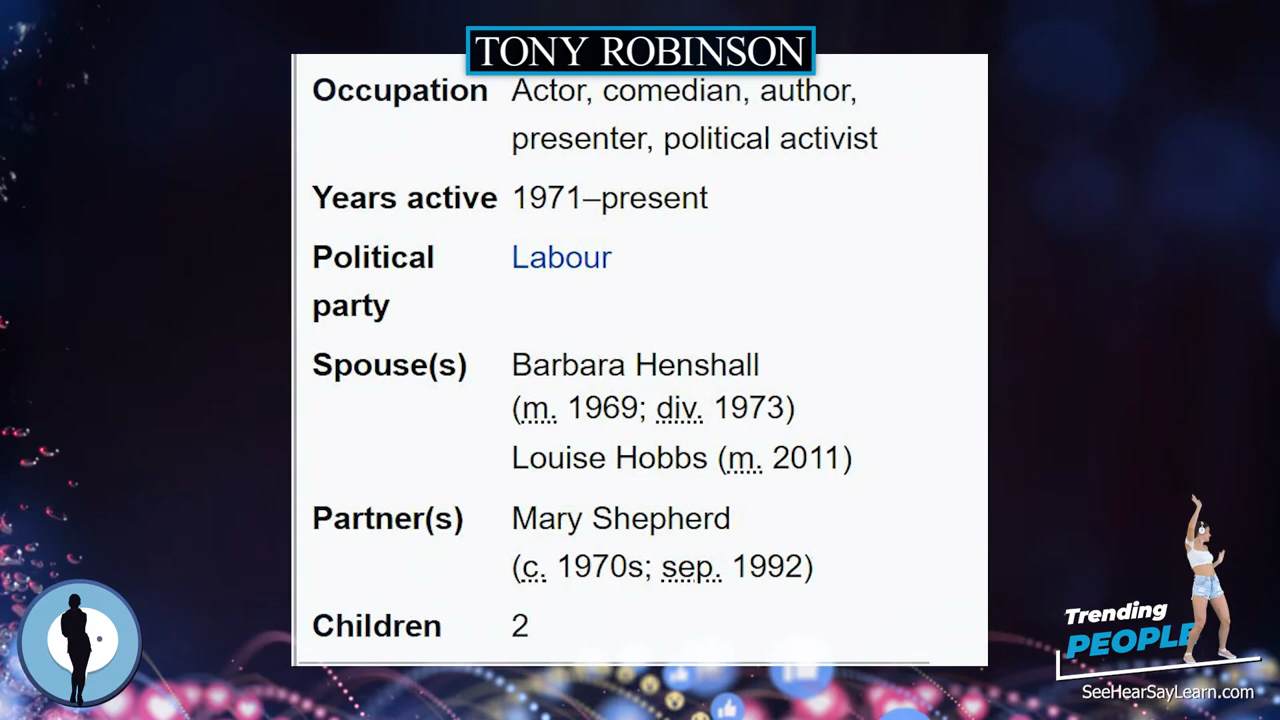 TONY ROBINSON
Occupation Actor, comedian, author,
presenter, political activist
Years active 1971–present
Political Labour
party
Spouse(s) Barbara Henshall
(m. 1969; div. 1973)
Louise Hobbs (m. 2011)
Partner(s) Mary Shepherd
(c. 1970s; sep. 1992)
Children 2
Trending
PEOPLE
SeeHearSayLearn.com